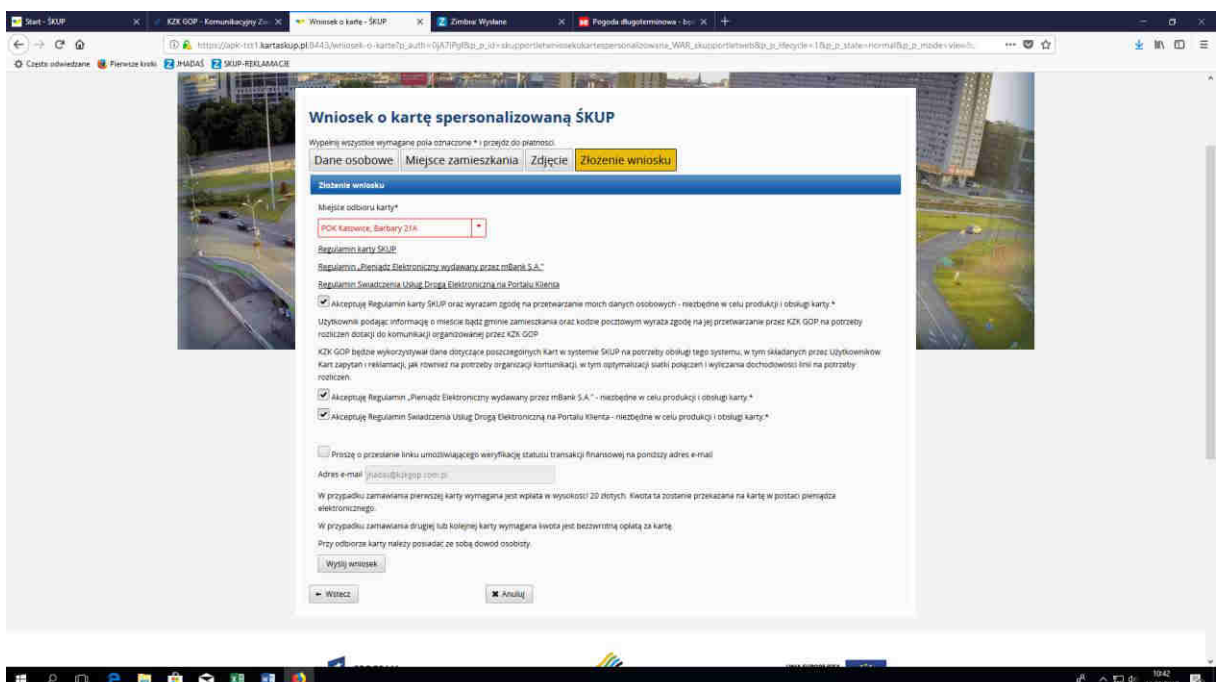 Start - ŚKUP
KZK GOP - Komunikacyjny Zwi
Wniosek o kartę - ŚKUP
Zimbra: Wysłane
Pogoda długoterminowa - be
Często odwiedzane Pierwsze kroki JHADAŚ SKUP-REKLAMACJE
Wniosek o kartę spersonalizowaną ŚKUP
Wypełnij wszystkie wymagane pola oznaczone * i przejdź do płatności.
Dane osobowe Miejsce zamieszkania Zdjęcie Złożenie wniosku
Złożenie wniosku
Miejsce odbioru karty*
POK Katowice, Barbary 21A
Regulamin karty ŚKUP
Regulamin „Pieniądz Elektroniczny wydawany przez mBank S.A."
Regulamin Świadczenia Usług Drogą Elektroniczną na Portalu Klienta
Akceptuję Regulamin karty ŚKUP oraz wyrażam zgodę na przetwarzanie moich danych osobowych - niezbędne w celu produkcji i obsługi karty.*
Użytkownik podając informację o mieście bądź gminie zamieszkania oraz kodzie pocztowym wyraża zgodę na jej przetwarzanie przez KZK GOP na potrzeby
rozliczeń dotacji do komunikacji organizowanej przez KZK GOP
KZK GOP będzie wykorzystywał dane dotyczące poszczególnych Kart w systemie ŚKUP na potrzeby obsługi tego systemu, w tym składanych przez Użytkowników
Kart zapytań i reklamacji, jak również na potrzeby organizacji komunikacji, w tym optymalizacji siatki połączeń i wyliczania dochodowości linii na potrzeby
rozliczeń.
Akceptuję Regulamin „Pieniądz Elektroniczny wydawany przez mBank S.A." - niezbędne w celu produkcji i obsługi karty.*
Akceptuję Regulamin Świadczenia Usług Drogą Elektroniczną na Portalu Klienta - niezbędne w celu produkcji i obsługi karty.*
Proszę o przesłanie linku umożliwiającego weryfikację statusu transakcji finansowej na poniższy adres e-mail
Adres e-mail jhadas@kzkgop.com.pl
W przypadku zamawiania pierwszej karty wymagana jest wpłata w wysokości 20 złotych. Kwota ta zostanie przekazana na kartę w postaci pieniądza
elektronicznego.
W przypadku zamawiania drugiej lub kolejnej karty wymagana kwota jest bezzwrotną opłatą za kartę.
Przy odbiorze karty należy posiadać ze sobą dowód osobisty.
Wyślij wniosek
Wstecz Anuluj
10:42